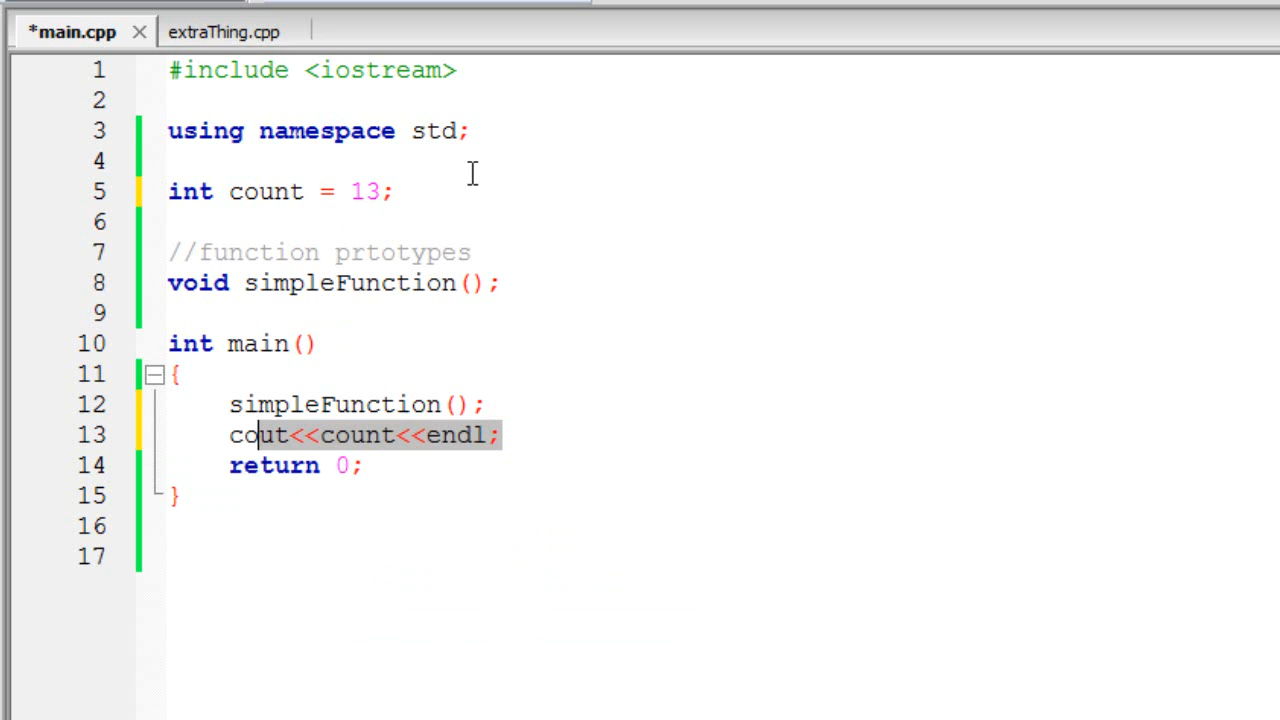 *main.cpp extraThing.cpp
1 #include <iostream>
2
3 using namespace std;
4
5 int count = 13;
6
7 //function prtotypes
8 void simpleFunction();
9
10 int main()
11 {
12 simpleFunction();
13 cout<<count<<endl;
14 return 0;
15 }
16
17